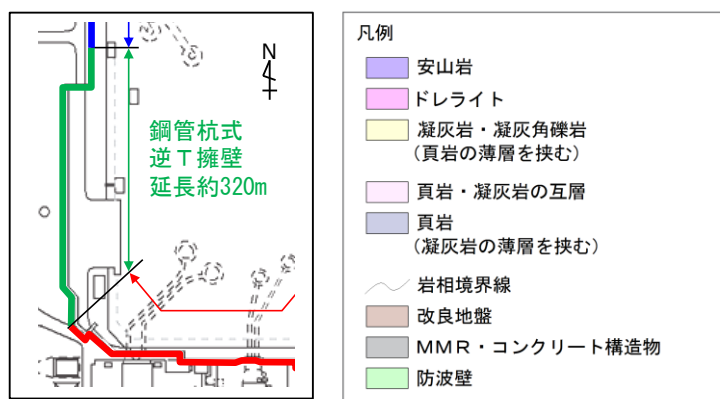 N
鋼管杭式
逆T擁壁
延長約320m
凡例
安山岩
ドレライト
凝灰岩・凝灰角礫岩
(頁岩の薄層を挟む)
頁岩・凝灰岩の互層
頁岩
(凝灰岩の薄層を挟む)
岩相境界線
改良地盤
MMR・コンクリート構造物
防波壁